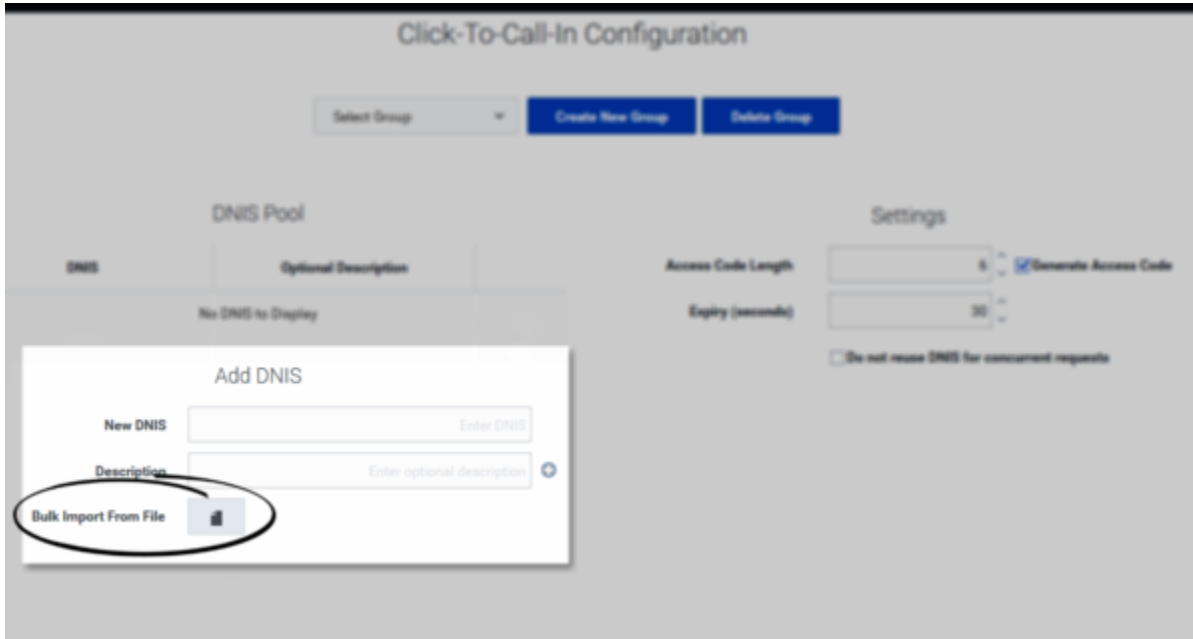 Click-To-Call-In Configuration
Select Group
Create New Group
Delete Group
DNIS Pool
DNIS
Optional Description
No DNIS to Display
Settings
Access Code Length
6
Generate Access Code
Expiry (seconds)
30
Do not reuse DNIS for concurrent requests
Add DNIS
New DNIS
Enter DNIS
Description
Enter optional description
Bulk Import From File